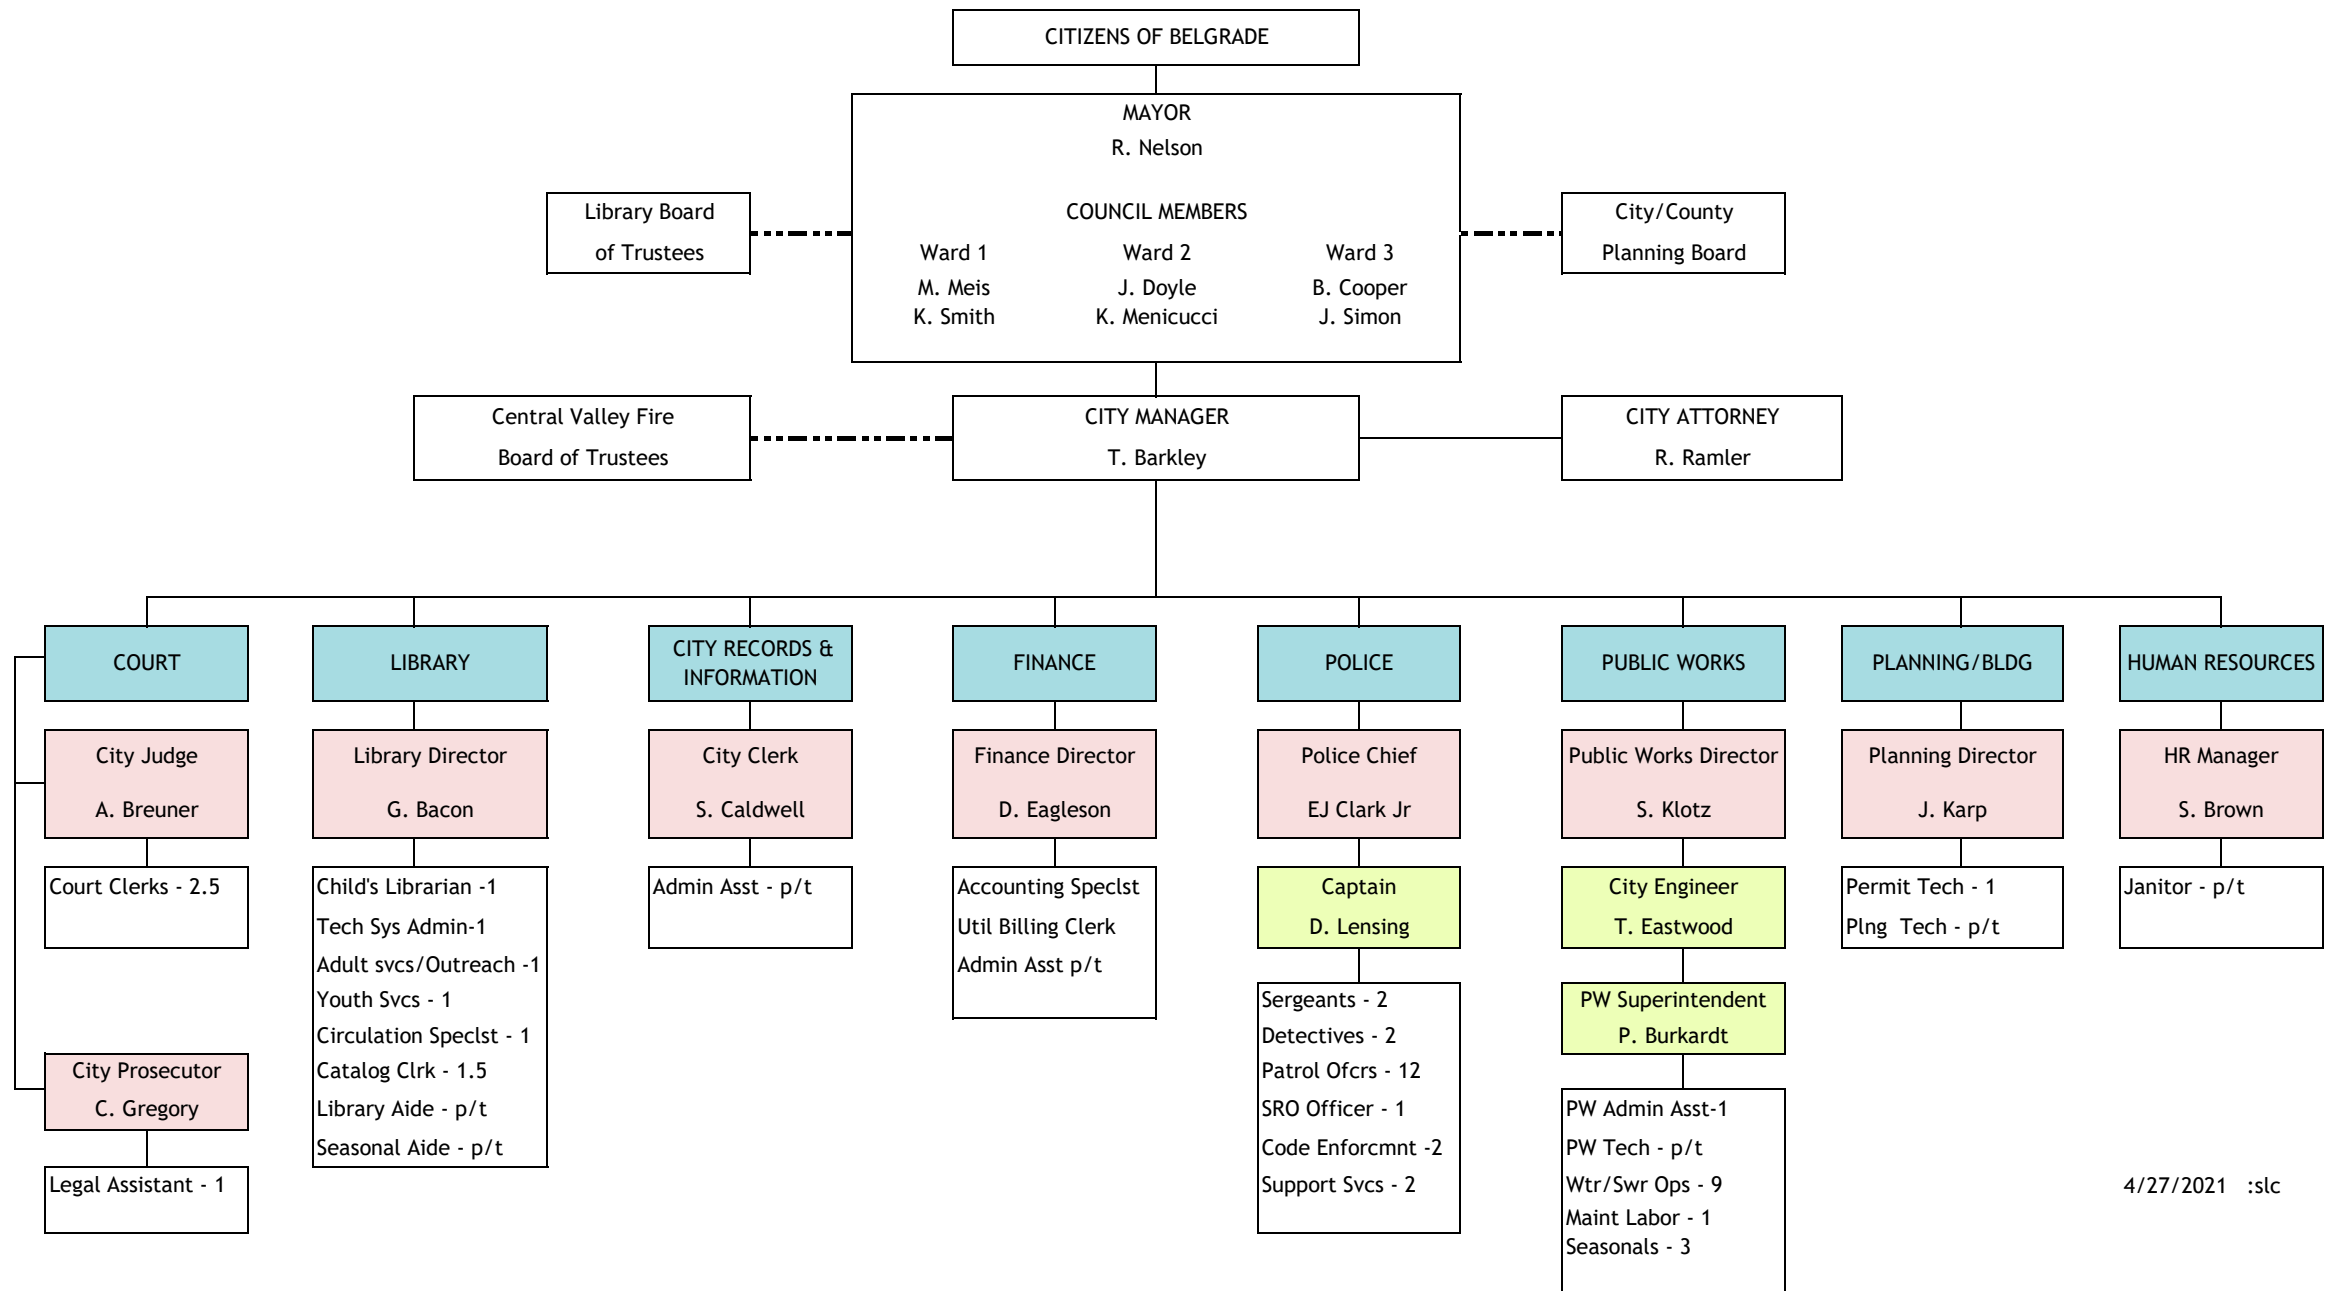 CITIZENS OF BELGRADE
MAYOR
R. Nelson
COUNCIL MEMBERS
Ward 1 Ward 2 Ward 3
M. Meis J. Doyle B. Cooper
K. Smith K. Menicucci J. Simon
Library Board
of Trustees
City/County
Planning Board
Central Valley Fire
Board of Trustees
CITY MANAGER
T. Barkley
CITY ATTORNEY
R. Ramler
COURT
City Judge
A. Breuner
Court Clerks - 2.5
City Prosecutor
C. Gregory
Legal Assistant - 1
LIBRARY
Library Director
G. Bacon
Child's Librarian -1
Tech Sys Admin-1
Adult svcs/Outreach -1
Youth Svcs - 1
Circulation Speclst - 1
Catalog Clrk - 1.5
Library Aide - p/t
Seasonal Aide - p/t
CITY RECORDS &
INFORMATION
City Clerk
S. Caldwell
Admin Asst - p/t
FINANCE
Finance Director
D. Eagleson
Accounting Speclst
Util Billing Clerk
Admin Asst p/t
POLICE
Police Chief
EJ Clark Jr
Captain
D. Lensing
Sergeants - 2
Detectives - 2
Patrol Ofcrs - 12
SRO Officer - 1
Code Enforcmnt -2
Support Svcs - 2
PUBLIC WORKS
Public Works Director
S. Klotz
City Engineer
T. Eastwood
PW Superintendent
P. Burkardt
PW Admin Asst-1
PW Tech - p/t
Wtr/Swr Ops - 9
Maint Labor - 1
Seasonals - 3
PLANNING/BLDG
Planning Director
J. Karp
Permit Tech - 1
Plng Tech - p/t
HUMAN RESOURCES
HR Manager
S. Brown
Janitor - p/t
4/27/2021 :slc